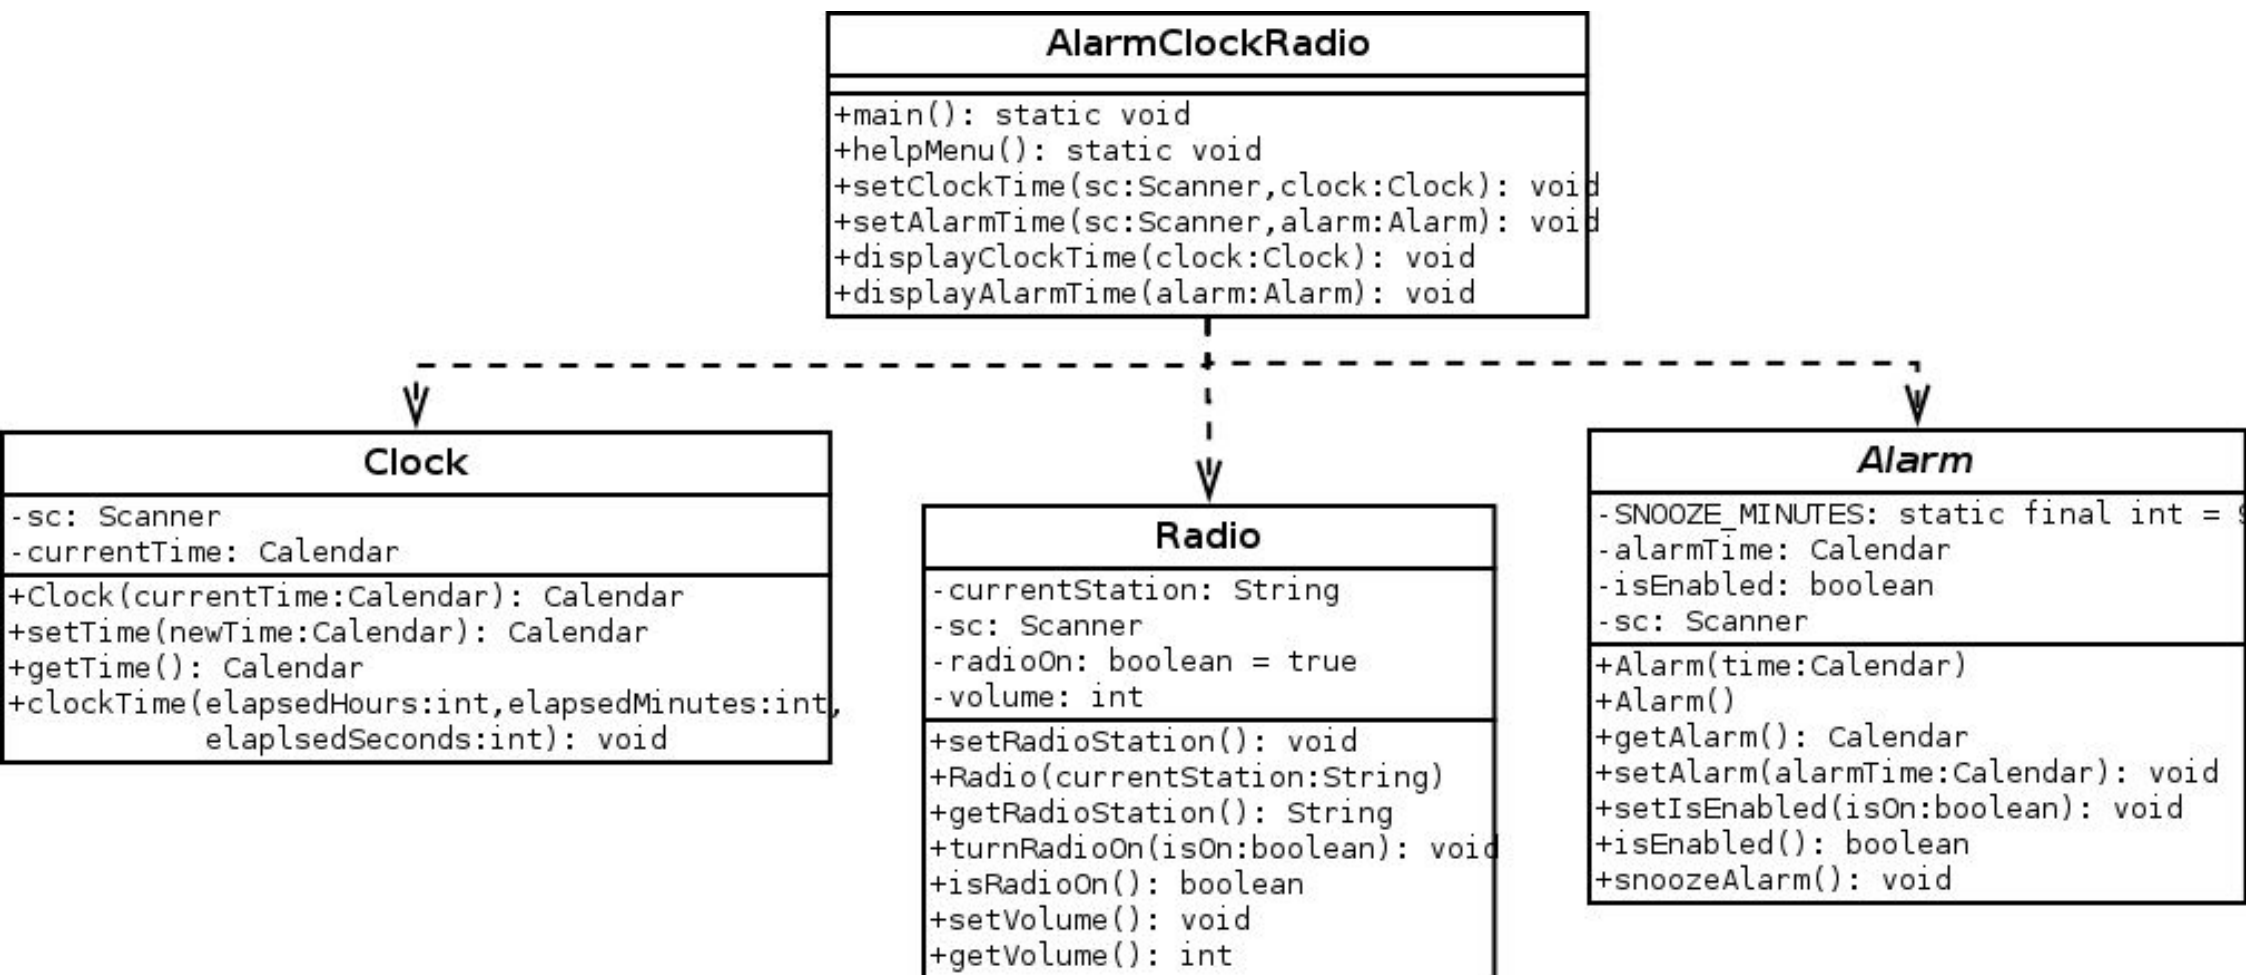 AlarmClockRadio
+main(): static void
+helpMenu(): static void
+setClockTime(sc:Scanner,clock:Clock): void
+setAlarmTime(sc:Scanner,alarm:Alarm): void
+displayClockTime(clock:Clock): void
+displayAlarmTime(alarm:Alarm): void
Clock
-sc: Scanner
-currentTime: Calendar
+Clock(currentTime:Calendar): Calendar
+setTime(newTime:Calendar): Calendar
+getTime(): Calendar
+clockTime(elapsedHours:int,elapsedMinutes:int,
elaplsedSeconds:int): void
Radio
-currentStation: String
-sc: Scanner
-radioOn: boolean = true
-volume: int
+setRadioStation(): void
+Radio(currentStation:String)
+getRadioStation(): String
+turnRadioOn(isOn:boolean): void
+isRadioOn(): boolean
+setVolume(): void
+getVolume(): int
Alarm
-SNOOZE_MINUTES: static final int =
-alarmTime: Calendar
-isEnabled: boolean
-sc: Scanner
+Alarm(time:Calendar)
+Alarm()
+getAlarm(): Calendar
+setAlarm(alarmTime:Calendar): void
+setIsEnabled(isOn:boolean): void
+isEnabled(): boolean
+snoozeAlarm(): void